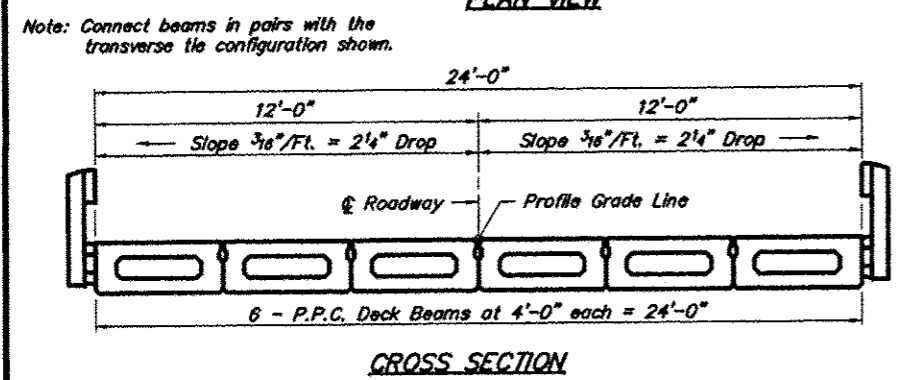 PLAN VIEW
Note: Connect beams in pairs with the
transverse tie configuration shown.
24'-0"
12'-0" 12'-0"
Slope 3/16"/Ft. = 2 1/4" Drop Slope 3/16"/Ft. = 2 1/4" Drop
℄ Roadway Profile Grade Line
6 - P.P.C. Deck Beams at 4'-0" each = 24'-0"
CROSS SECTION